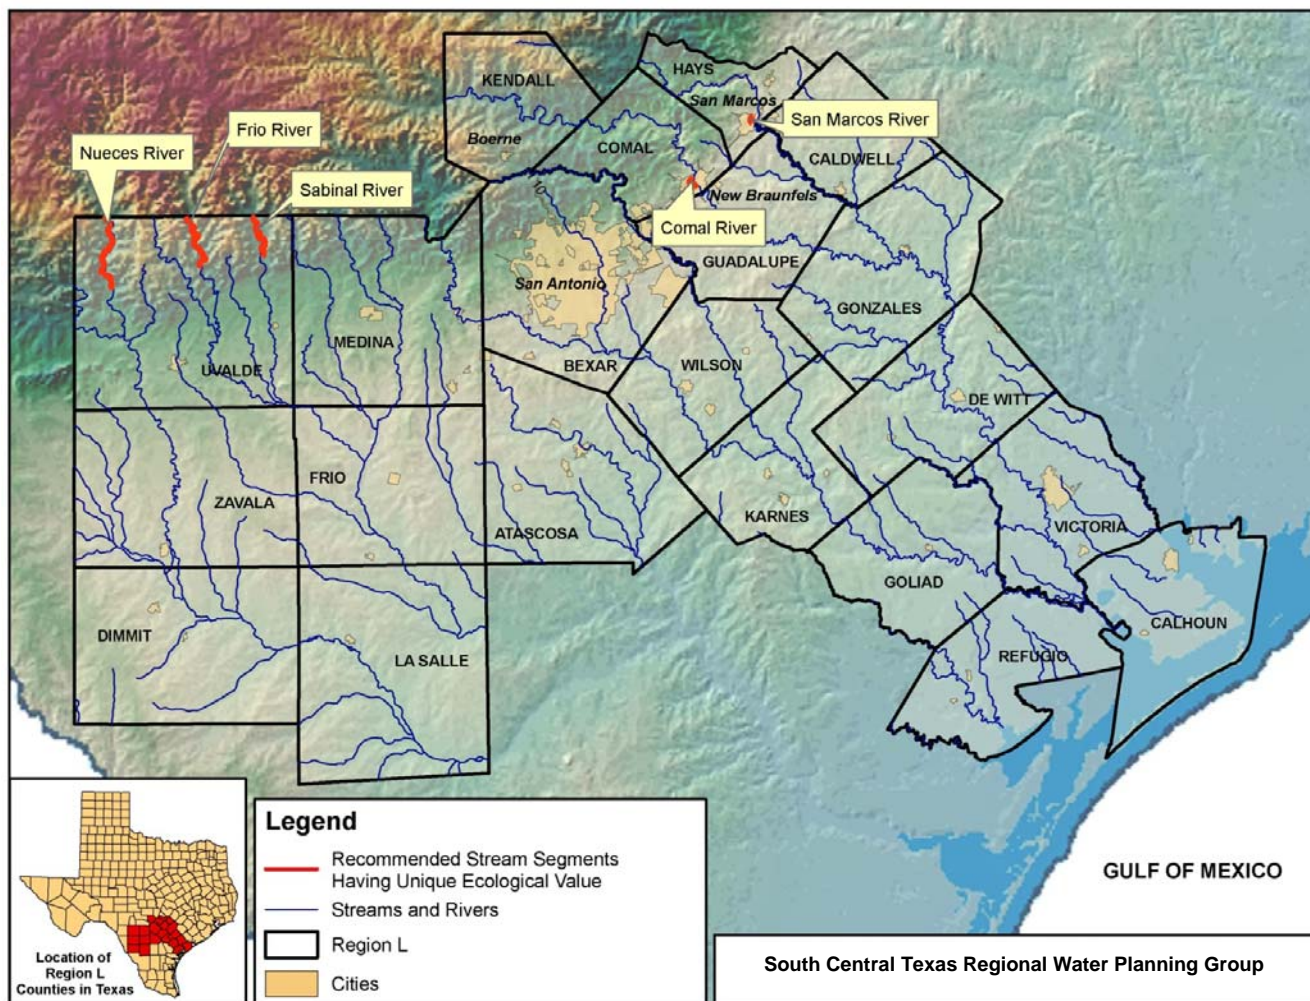 KENDALL
HAYS
San Marcos
Boerne
COMAL
Frio River
San Marcos River
Nueces River
CALDWELL
Sabinal River
New Braunfels
Comal River
GUADALUPE
San Antonio
GONZALES
MEDINA
UVALDE
BEXAR
WILSON
DE WITT
FRIO
ZAVALA
KARNES
VICTORIA
ATASCOSA
GOLIAD
CALHOUN
DIMMIT
LA SALLE
REFUGIO
Legend
Recommended Stream Segments
Having Unique Ecological Value
Streams and Rivers
Region L
Cities
Location of
Region L
Counties in Texas
GULF OF MEXICO
South Central Texas Regional Water Planning Group